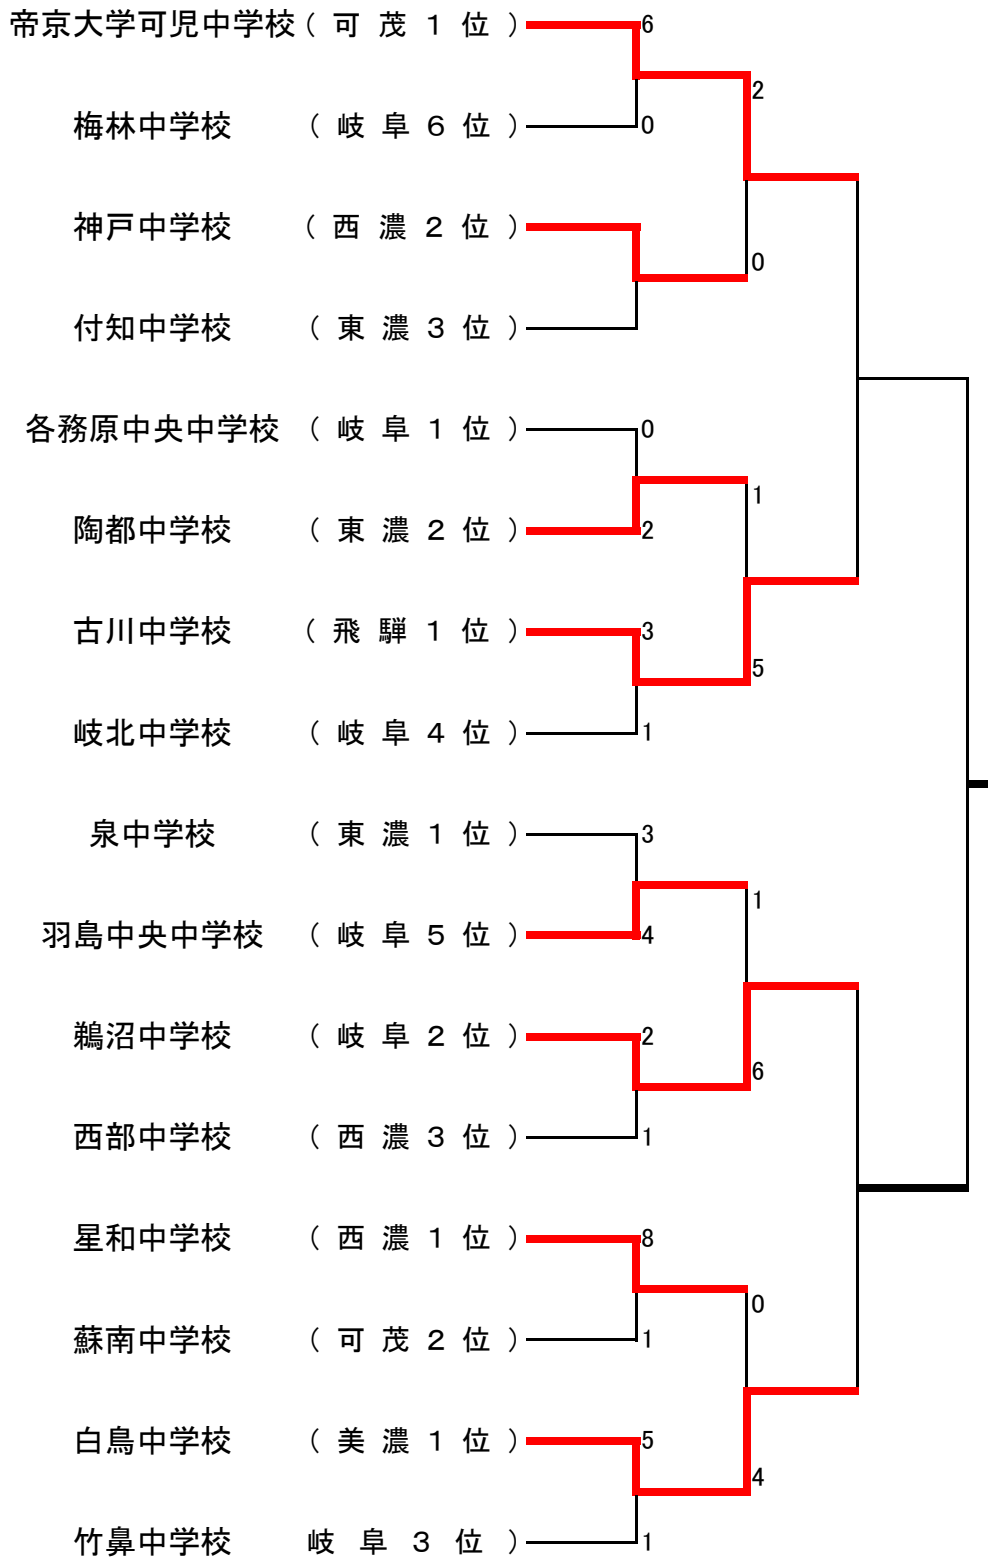 帝京大学可児中学校 ( 可 茂 1 位 ) 6
2
梅林中学校 ( 岐 阜 6 位 ) 0
神戸中学校 ( 西 濃 2 位 )
0
付知中学校 ( 東 濃 3 位 )
各務原中央中学校 ( 岐 阜 1 位 ) 0
1
陶都中学校 ( 東 濃 2 位 ) 2
古川中学校 ( 飛 騨 1 位 ) 3
5
岐北中学校 ( 岐 阜 4 位 ) 1
泉中学校 ( 東 濃 1 位 ) 3
1
羽島中央中学校 ( 岐 阜 5 位 ) 4
鵜沼中学校 ( 岐 阜 2 位 ) 2
6
西部中学校 ( 西 濃 3 位 ) 1
星和中学校 ( 西 濃 1 位 ) 8
0
蘇南中学校 ( 可 茂 2 位 ) 1
白鳥中学校 ( 美 濃 1 位 ) 5
4
竹鼻中学校 岐 阜 3 位 ) 1